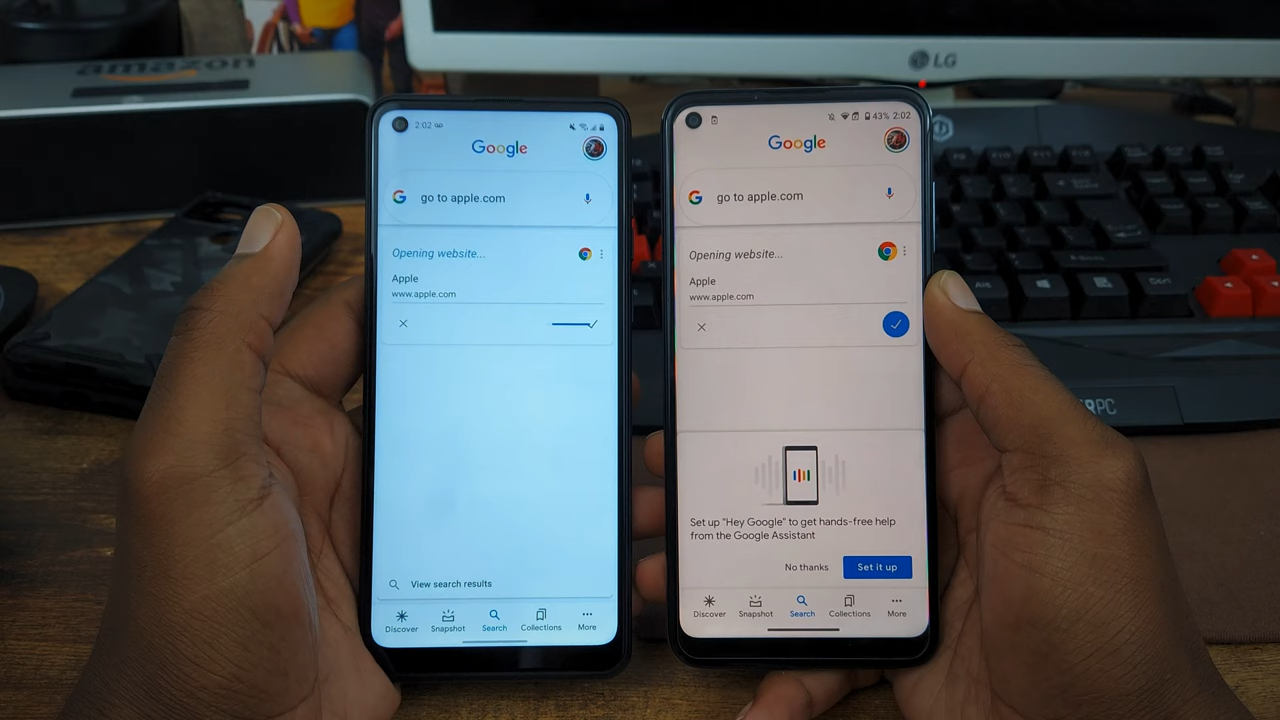 amazon
LG
2:02
Google
go to apple.com
Opening website...
Apple
www.apple.com
View search results
Discover
Snapshot
Search
Collections
More
43% 2:02
Google
go to apple.com
Opening website...
Apple
www.apple.com
Set up "Hey Google" to get hands-free help
from the Google Assistant
No thanks
Set it up
Discover
Snapshot
Search
Collections
More
Alt
Ctrl
RPC